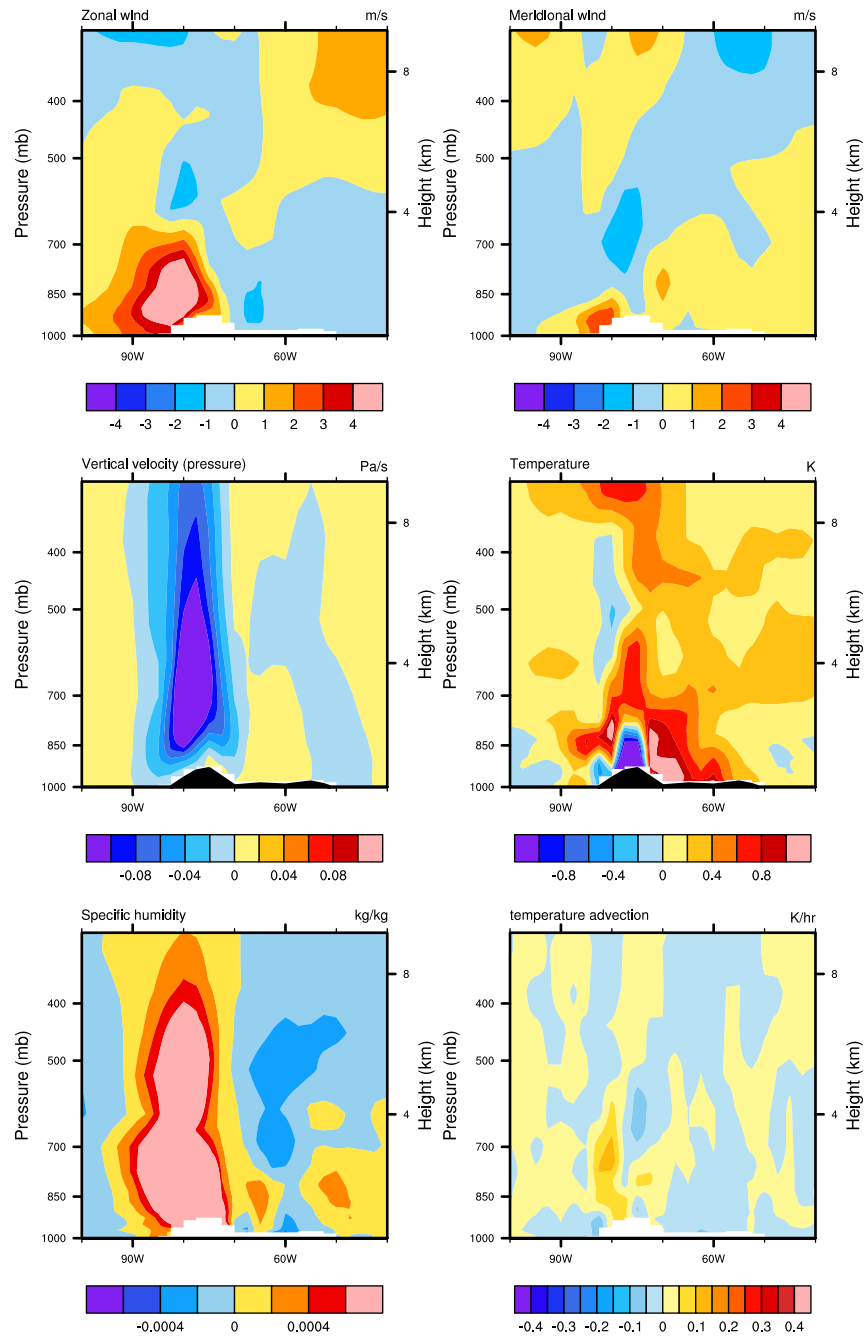 Zonal wind m/s
Pressure (mb)
400
500
700
850
1000
8
4
Height (km)
90W 60W
-4 -3 -2 -1 0 1 2 3 4
Meridional wind m/s
Pressure (mb)
400
500
700
850
1000
8
4
Height (km)
90W 60W
-4 -3 -2 -1 0 1 2 3 4
Vertical velocity (pressure) Pa/s
Pressure (mb)
400
500
700
850
1000
8
4
Height (km)
90W 60W
-0.08 -0.04 0 0.04 0.08
Temperature K
Pressure (mb)
400
500
700
850
1000
8
4
Height (km)
90W 60W
-0.8 -0.4 0 0.4 0.8
Specific humidity kg/kg
Pressure (mb)
400
500
700
850
1000
8
4
Height (km)
90W 60W
-0.0004 0 0.0004
temperature advection K/hr
Pressure (mb)
400
500
700
850
1000
8
4
Height (km)
90W 60W
-0.4 -0.3 -0.2 -0.1 0 0.1 0.2 0.3 0.4